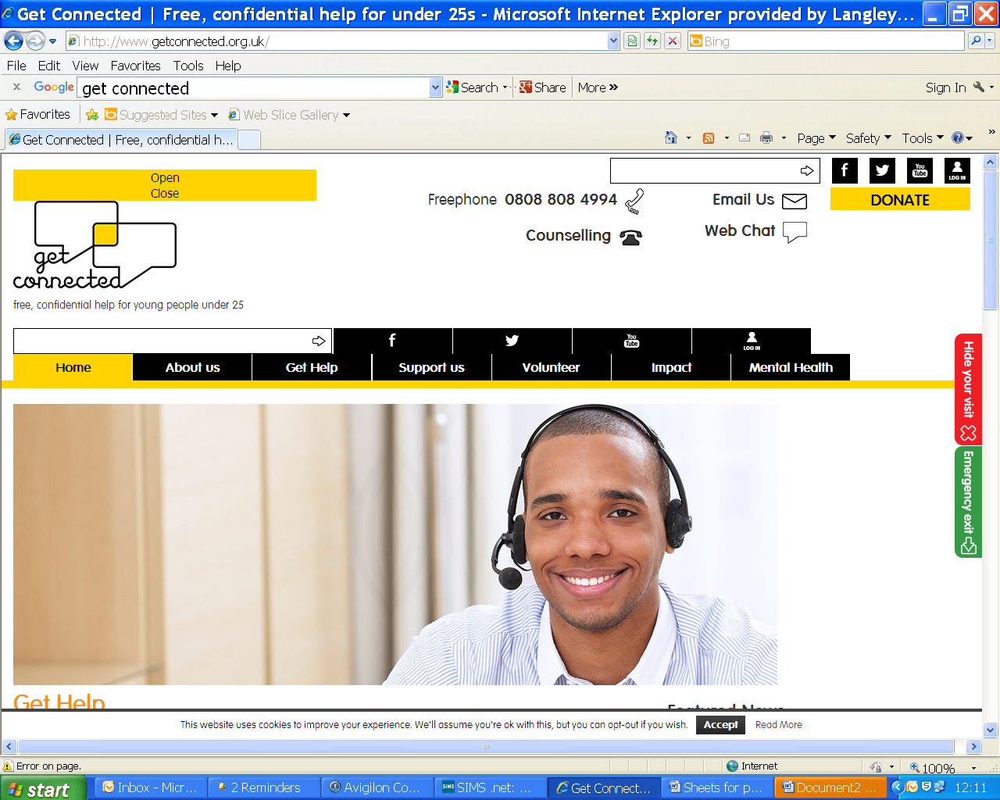 Get Connected | Free, confidential help for under 25s - Microsoft Internet Explorer provided by Langley...
http://www.getconnected.org.uk/
Bing
File Edit View Favorites Tools Help
x Google get connected Search Share More » Sign In
Favorites Suggested Sites Web Slice Gallery
Get Connected | Free, confidential h...
Page Safety Tools »
Open
Close
f You Tube LOG IN
Freephone 0808 808 4994
Email Us
DONATE
Counselling
Web Chat
get
connected
free, confidential help for young people under 25
f You Tube LOG IN
Home About us Get Help Support us Volunteer Impact Mental Health
Hide your visit
Emergency exit
Get Help
Featured News
This website uses cookies to improve your experience. We'll assume you're ok with this, but you can opt-out if you wish. Accept Read More
Error on page. Internet 100%
start Inbox - Micr... 2 Reminders Avigilon Co... SIMS .net: ... Get Connect... Sheets for p... Document2 ... 12:11